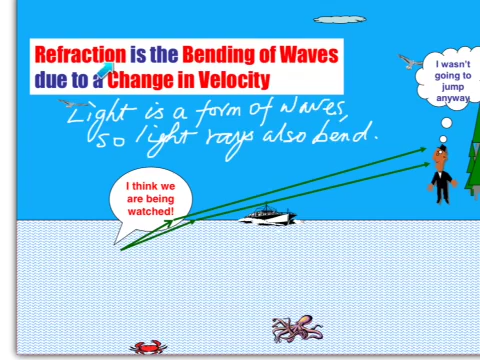 Refraction is the Bending of Waves
due to a Change in Velocity
Light is a form of waves,
so light rays also bend.
I wasn't
going to
jump
anyway
I think we
are being
watched!